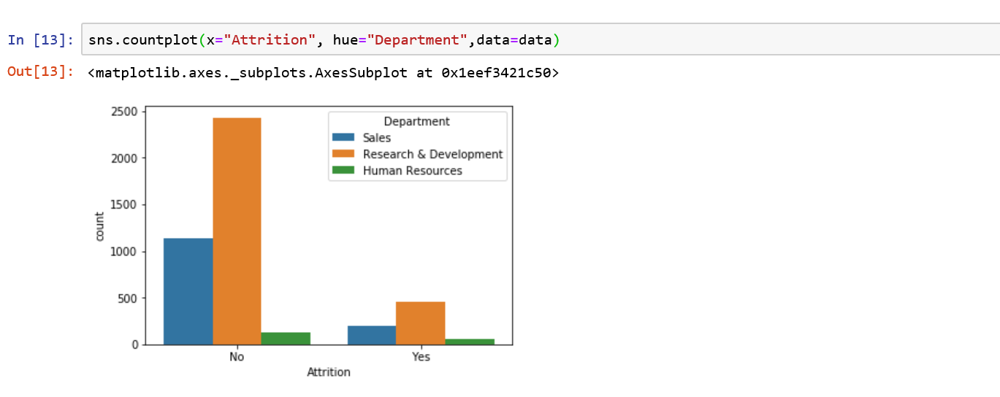 In [13]: sns.countplot(x="Attrition", hue="Department",data=data)
Out[13]: <matplotlib.axes._subplots.AxesSubplot at 0x1eef3421c50>
2500
2000
1500
1000
500
0
count
Department
Sales
Research & Development
Human Resources
No
Yes
Attrition